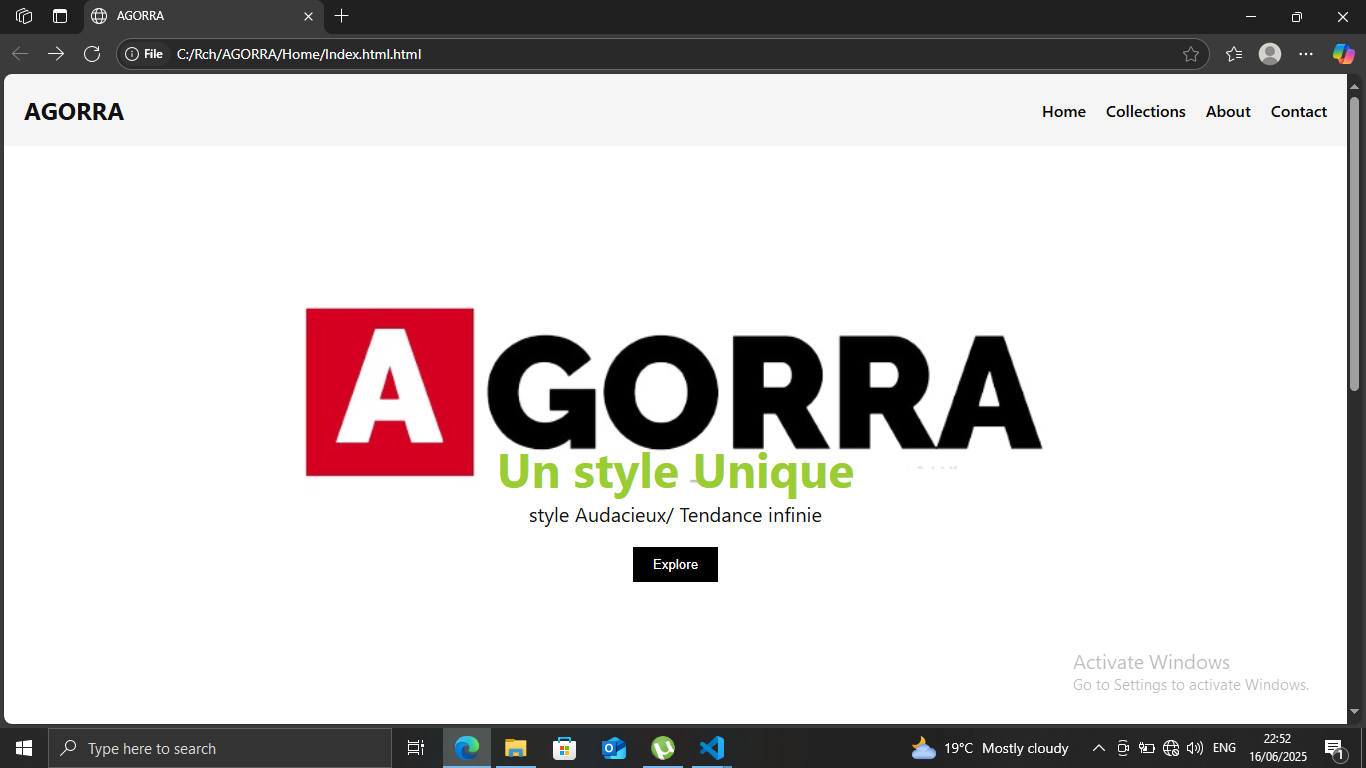 AGORRA
File C:/Rch/AGORRA/Home/Index.html.html
AGORRA Home Collections About Contact
AGORRA
Un style Unique
style Audacieux/ Tendance infinie
Explore
Activate Windows
Go to Settings to activate Windows.
Type here to search 19°C Mostly cloudy ENG 22:52
16/06/2025
1